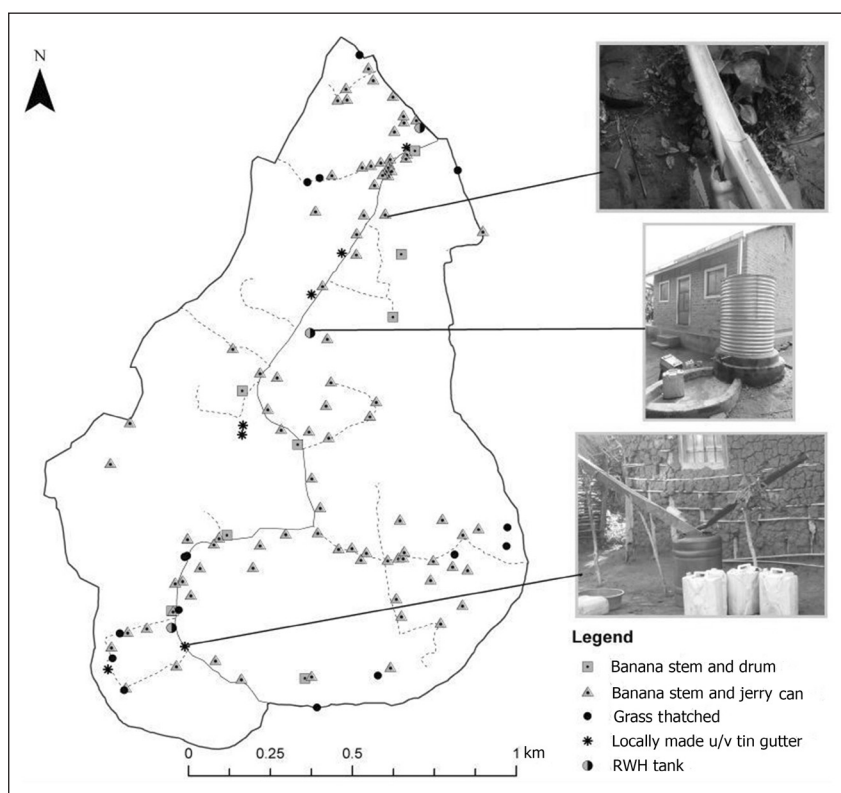 N
Legend
Banana stem and drum
Banana stem and jerry can
Grass thatched
Locally made u/v tin gutter
RWH tank
0 0.5 1 km
0.25